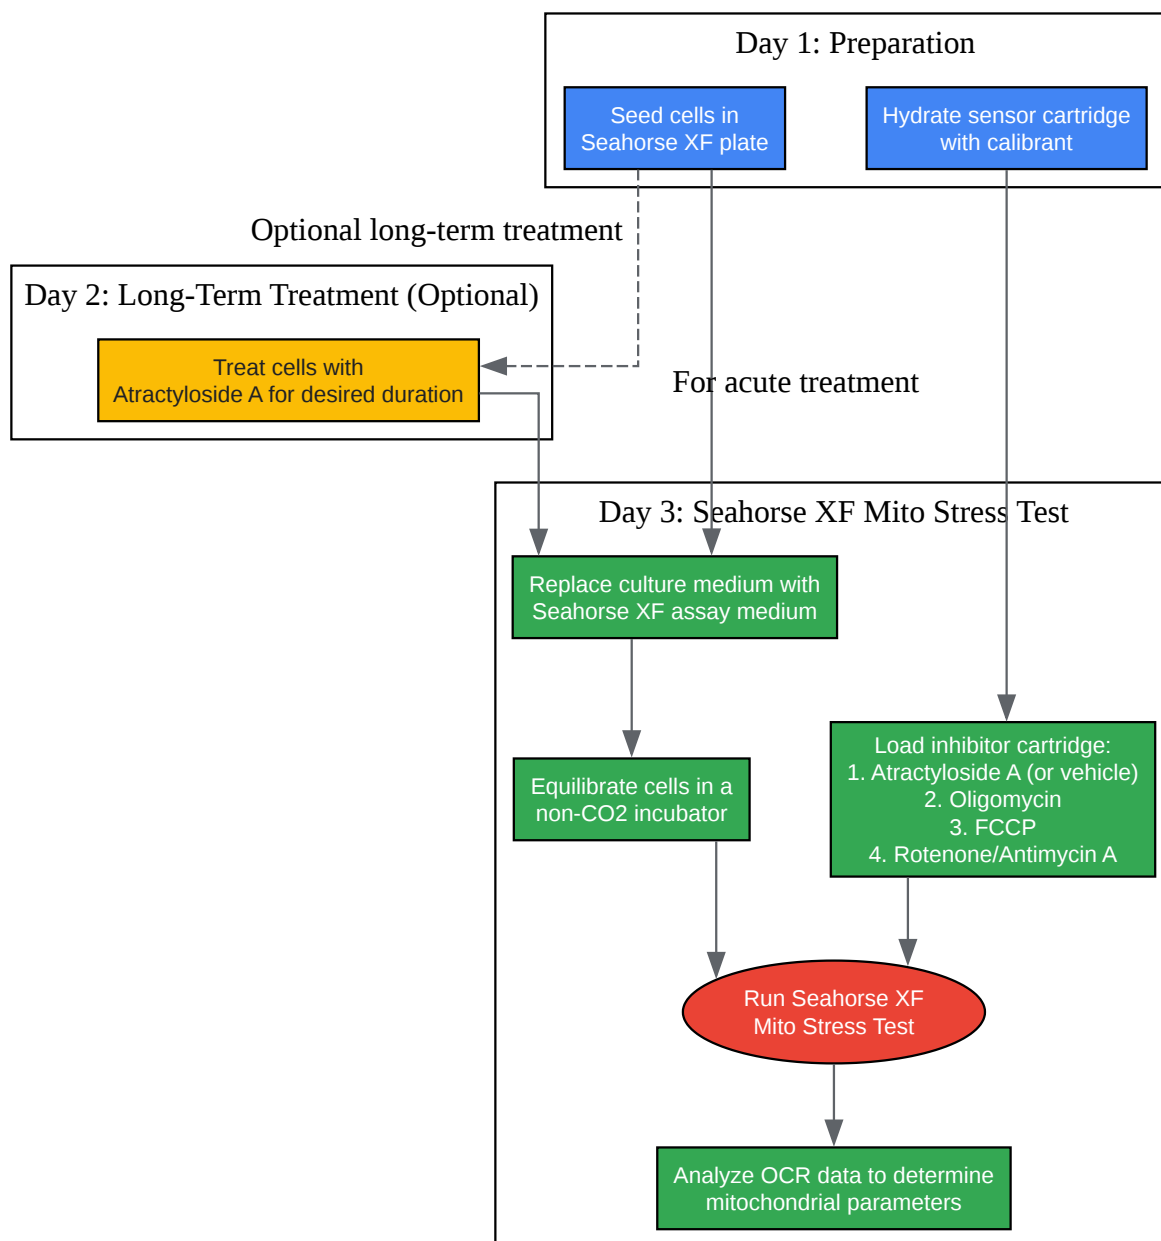 Day 1: Preparation
Seed cells in
Seahorse XF plate
Hydrate sensor cartridge
with calibrant
Optional long-term treatment
Day 2: Long-Term Treatment (Optional)
Treat cells with
Atractyloside A for desired duration
For acute treatment
Day 3: Seahorse XF Mito Stress Test
Replace culture medium with
Seahorse XF assay medium
Equilibrate cells in a
non-CO2 incubator
Load inhibitor cartridge:
1. Atractyloside A (or vehicle)
2. Oligomycin
3. FCCP
4. Rotenone/Antimycin A
Run Seahorse XF
Mito Stress Test
Analyze OCR data to determine
mitochondrial parameters